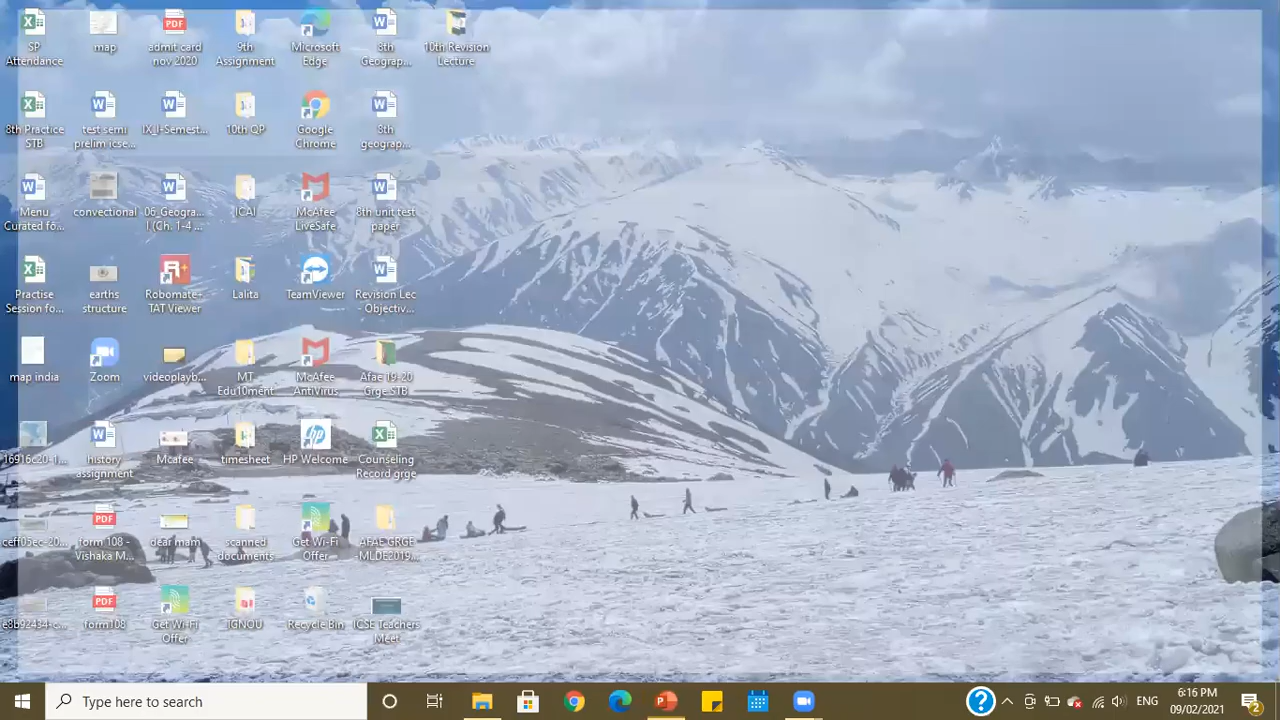 SP
Attendance
map
admit card
nov 2020
9th
Assignment
Microsoft
Edge
8th
Geograp...
10th Revision
Lecture
8th Practice
STB
test semi
prelim icse...
IX_I-Semest...
10th QP
Google
Chrome
8th
geograp...
Menu
Curated fo...
convectional
06_Geogra...
I (Ch. 1-4 ...
ICAI
McAfee
LiveSafe
8th unit test
paper
Practise
Session fo...
earths
structure
Robomate+
TAT Viewer
Lalita
TeamViewer
Revision Lec
- Objectiv...
map india
Zoom
videoplayb...
MT
Edu10ment
McAfee
AntiVirus
Afae 19-20
Grge STB
16916c20-1...
history
assignment
Mcafee
timesheet
HP Welcome
Counseling
Record grge
ceff05ec-20...
form 108 -
Vishaka M...
dear mam
scanned
documents
Get Wi-Fi
Offer
AFAE GRGE
-MLDE2019...
e8b92434-c...
form108
Get Wi-Fi
Offer
IGNOU
Recycle Bin
ICSE Teachers
Meet
Type here to search
ENG
6:16 PM
09/02/2021
2